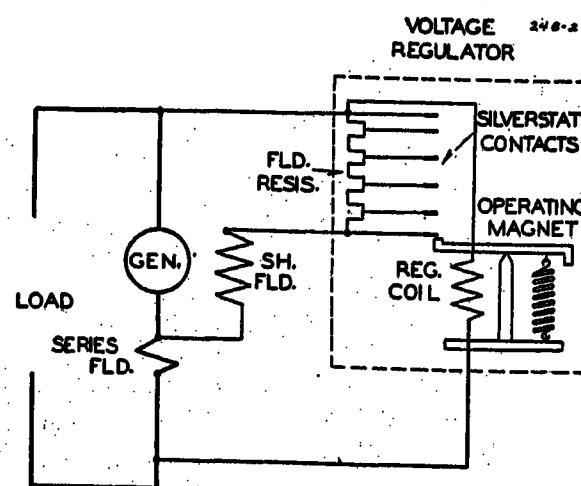 VOLTAGE
REGULATOR
SILVERSTAT
CONTACTS
FLD.
RESIS.
OPERATING
MAGNET
GEN.
SH.
FLD.
REG.
COIL
LOAD
SERIES
FLD.